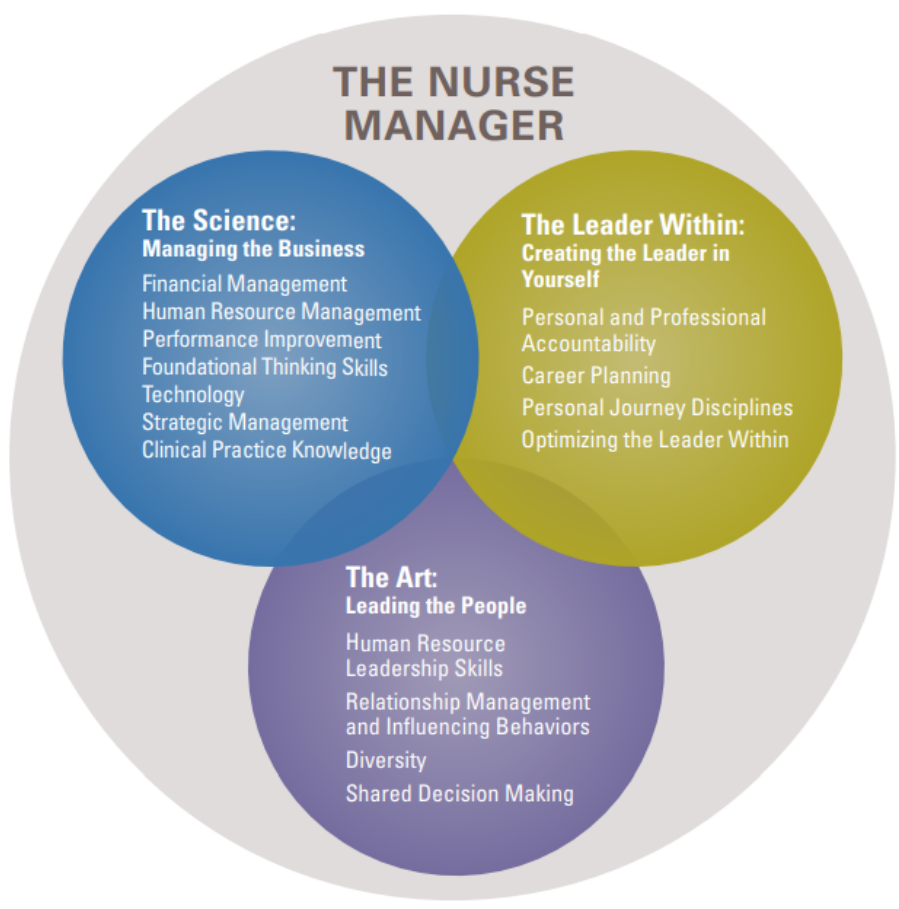 THE NURSE
MANAGER
The Science:
Managing the Business
Financial Management
Human Resource Management
Performance Improvement
Foundational Thinking Skills
Technology
Strategic Management
Clinical Practice Knowledge
The Leader Within:
Creating the Leader in
Yourself
Personal and Professional
Accountability
Career Planning
Personal Journey Disciplines
Optimizing the Leader Within
The Art:
Leading the People
Human Resource
Leadership Skills
Relationship Management
and Influencing Behaviors
Diversity
Shared Decision Making